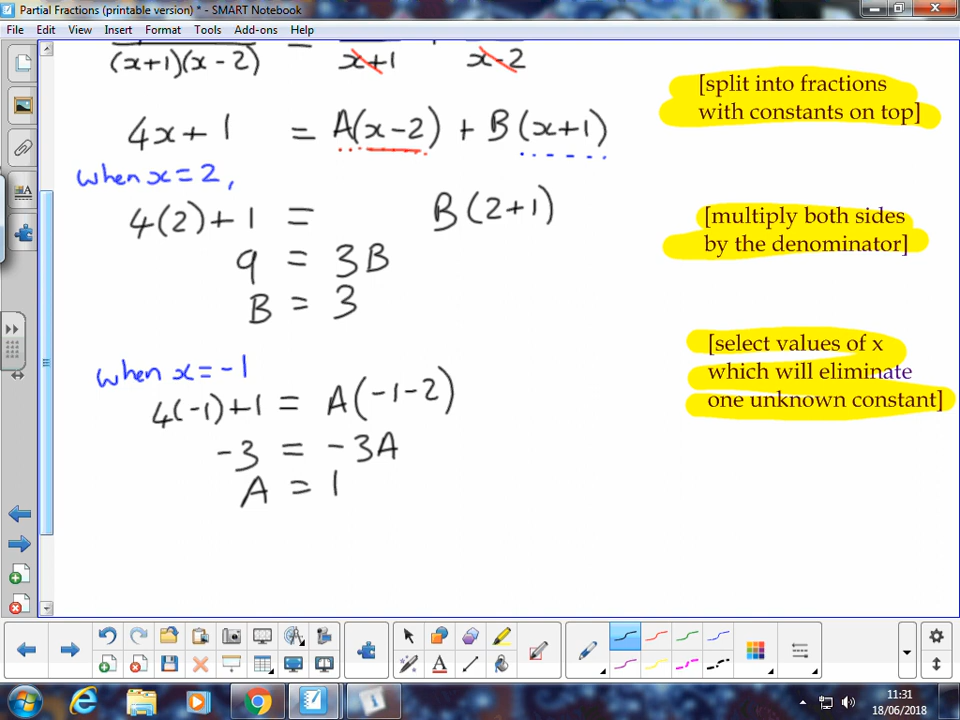 Partial Fractions (printable version) * - SMART Notebook
File Edit View Insert Format Tools Add-ons Help
(x+1)(x-2) = x+1 x-2
[split into fractions
with constants on top]
4x+1 = A(x-2) + B(x+1)
when x=2,
4(2)+1 = B(2+1)
[multiply both sides
by the denominator]
9 = 3B
B = 3
when x=-1
4(-1)+1 = A(-1-2)
-3 = -3A
A = 1
[select values of x
which will eliminate
one unknown constant]
11:31
18/06/2018